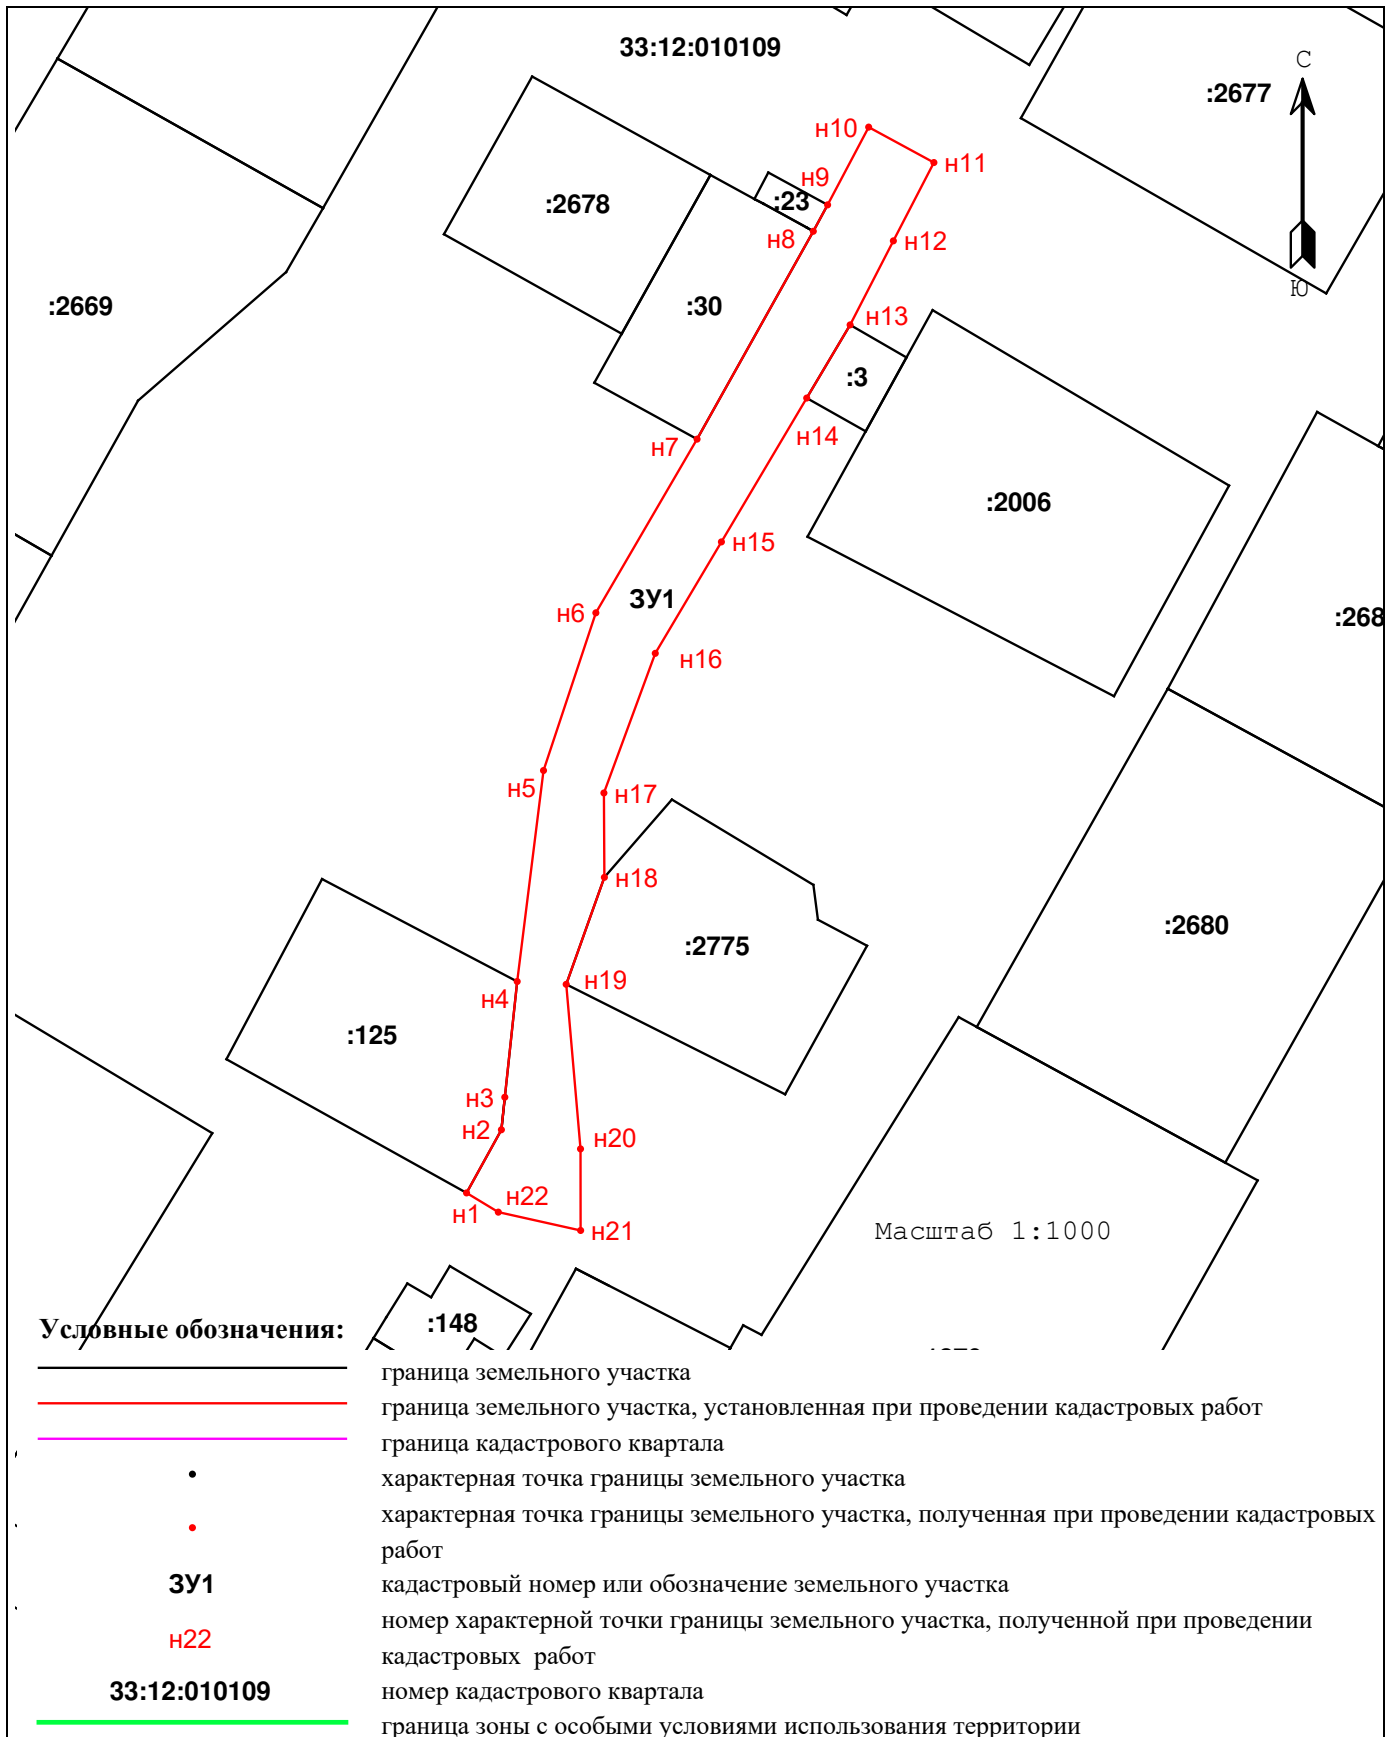 33:12:010109
С
:2677
н10
н11
н9
:23
:2678
н8
н12
Ю
:2669
:30
н13
:3
н14
н7
:2006
н15
ЗУ1
н6
:268
н16
н5
н17
н18
:2680
:2775
н19
н4
:125
н3
н2
н20
н22
н1
н21
Масштаб 1:1000
:148
Условные обозначения:
граница земельного участка
граница земельного участка, установленная при проведении кадастровых работ
граница кадастрового квартала
характерная точка границы земельного участка
характерная точка границы земельного участка, полученная при проведении кадастровых
работ
ЗУ1 кадастровый номер или обозначение земельного участка
н22 номер характерной точки границы земельного участка, полученной при проведении
кадастровых работ
33:12:010109 номер кадастрового квартала
граница зоны с особыми условиями использования территории